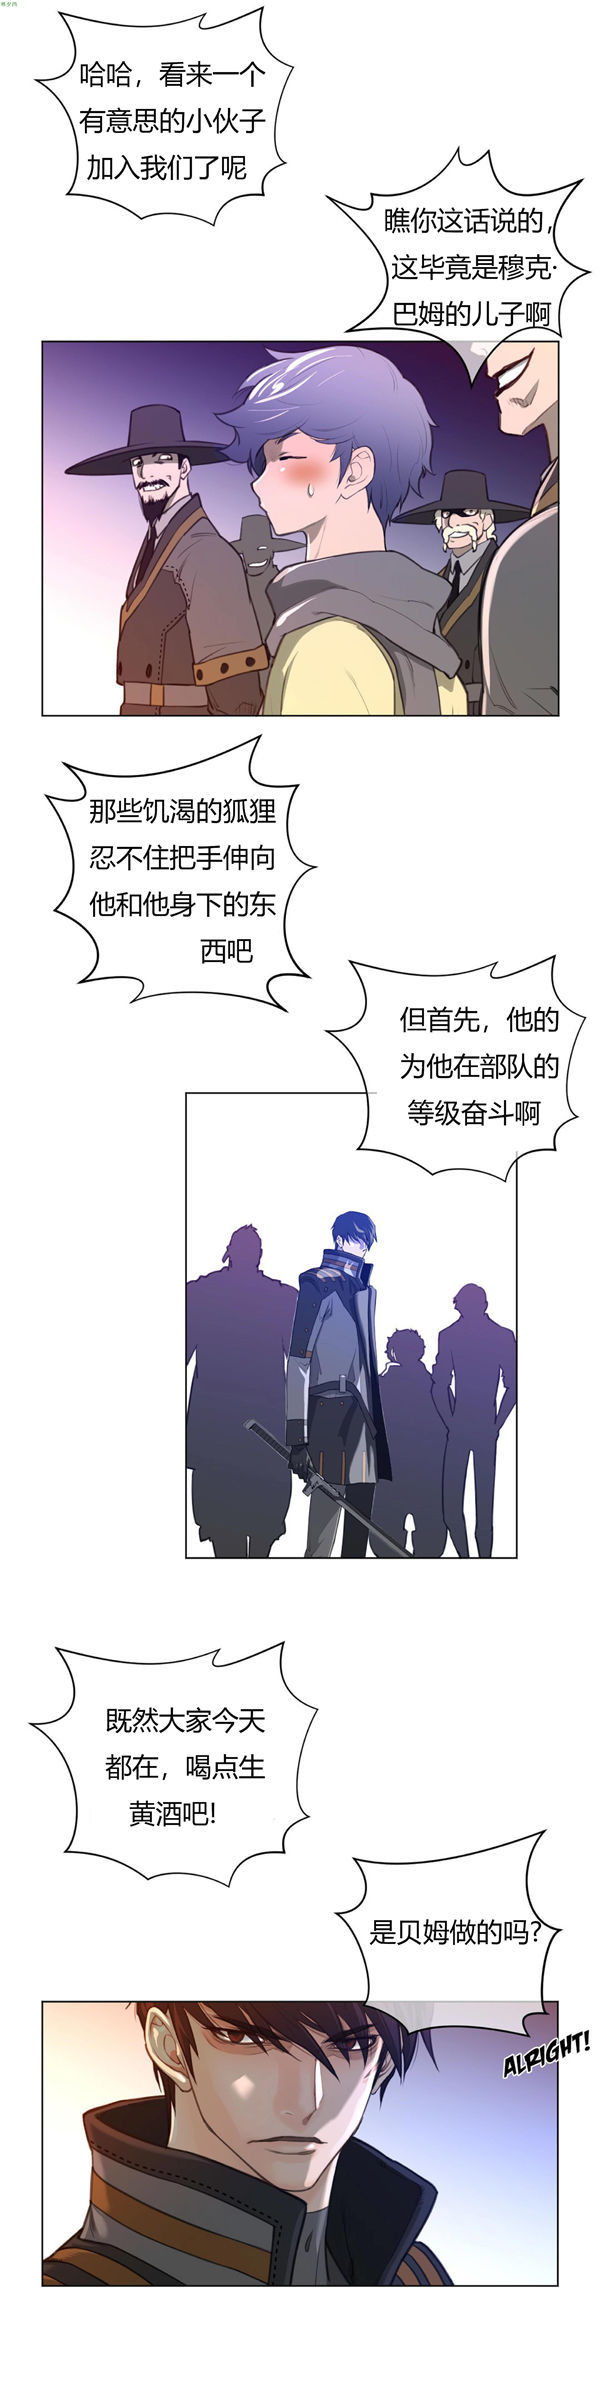 哈哈，看来一个
有意思的小伙子
加入我们了呢
瞧你这话说的，
这毕竟是穆克·
巴姆的儿子啊
那些饥渴的狐狸
忍不住把手伸向
他和他身下的东
西吧
但首先，他的
为他在部队的
等级奋斗啊
既然大家今天
都在，喝点生
黄酒吧!
是贝姆做的吗?
ALRIGHT!